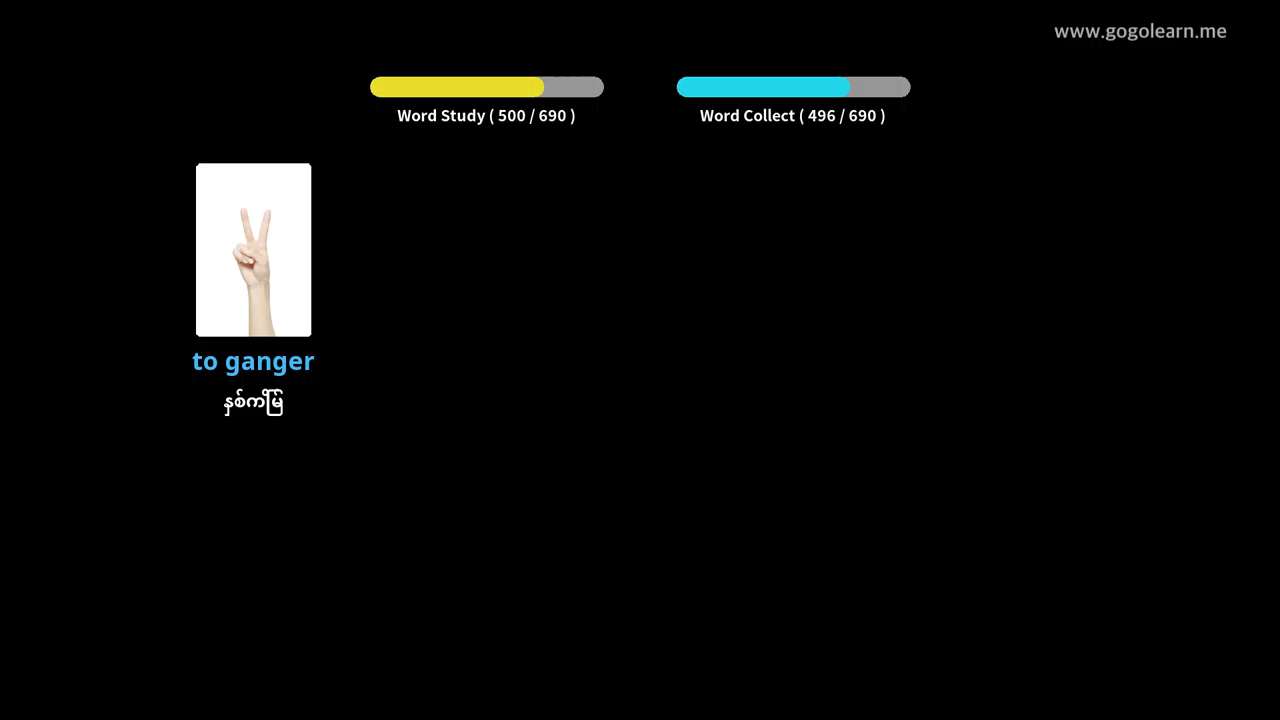 www.gogolearn.me
Word Study ( 500 / 690 )
Word Collect ( 496 / 690 )
to ganger
နှစ်ကြိမ်